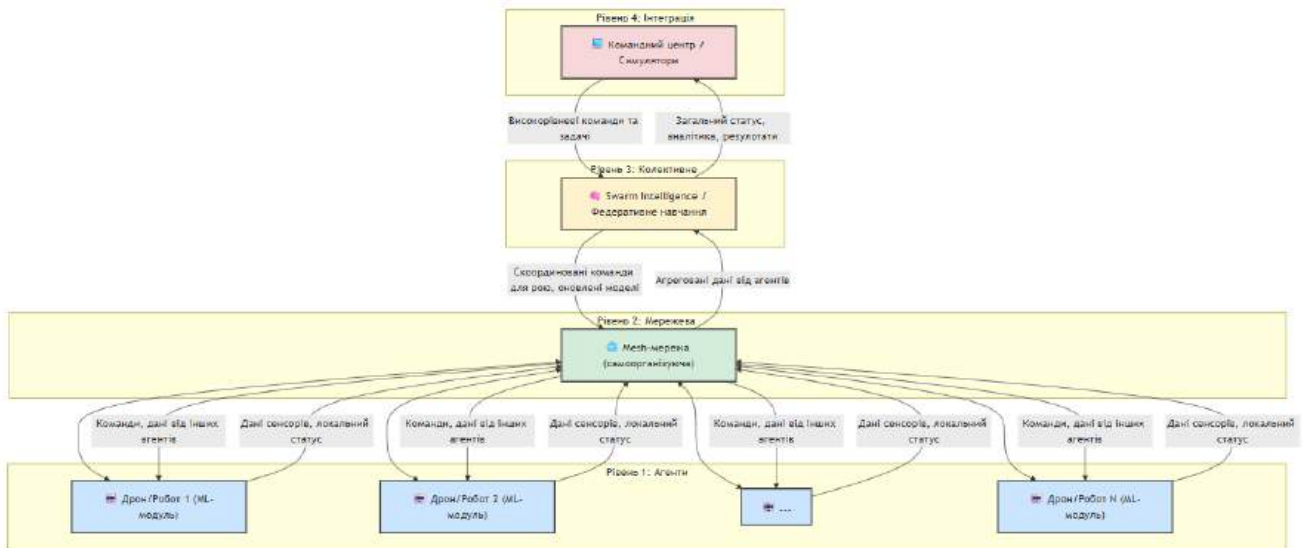 Рівень 4: Інтеграція
Командний центр /
Симулятори
Високорівневі команди та
задачі
Загальний статус,
аналітика, результати
Рівень 3: Колективне
Swarm Intelligence /
Федеративне навчання
Скоординовані команди
для рою, оновлені моделі
Агреговані дані від агентів
Рівень 2: Мережева
Mesh-мережа
(самоорганізуюча)
Команди, дані від інших
агентів
Дані сенсорів, локальний
статус
Команди, дані від інших
агентів
Дані сенсорів, локальний
статус
Команди, дані від інших
агентів
Дані сенсорів, локальний
статус
Команди, дані від інших
агентів
Дані сенсорів, локальний
статус
Рівень 1: Агенти
Дрон/Робот 1 (ML-
модуль)
Дрон/Робот 2 (ML-
модуль)
...
Дрон/Робот N (ML-
модуль)